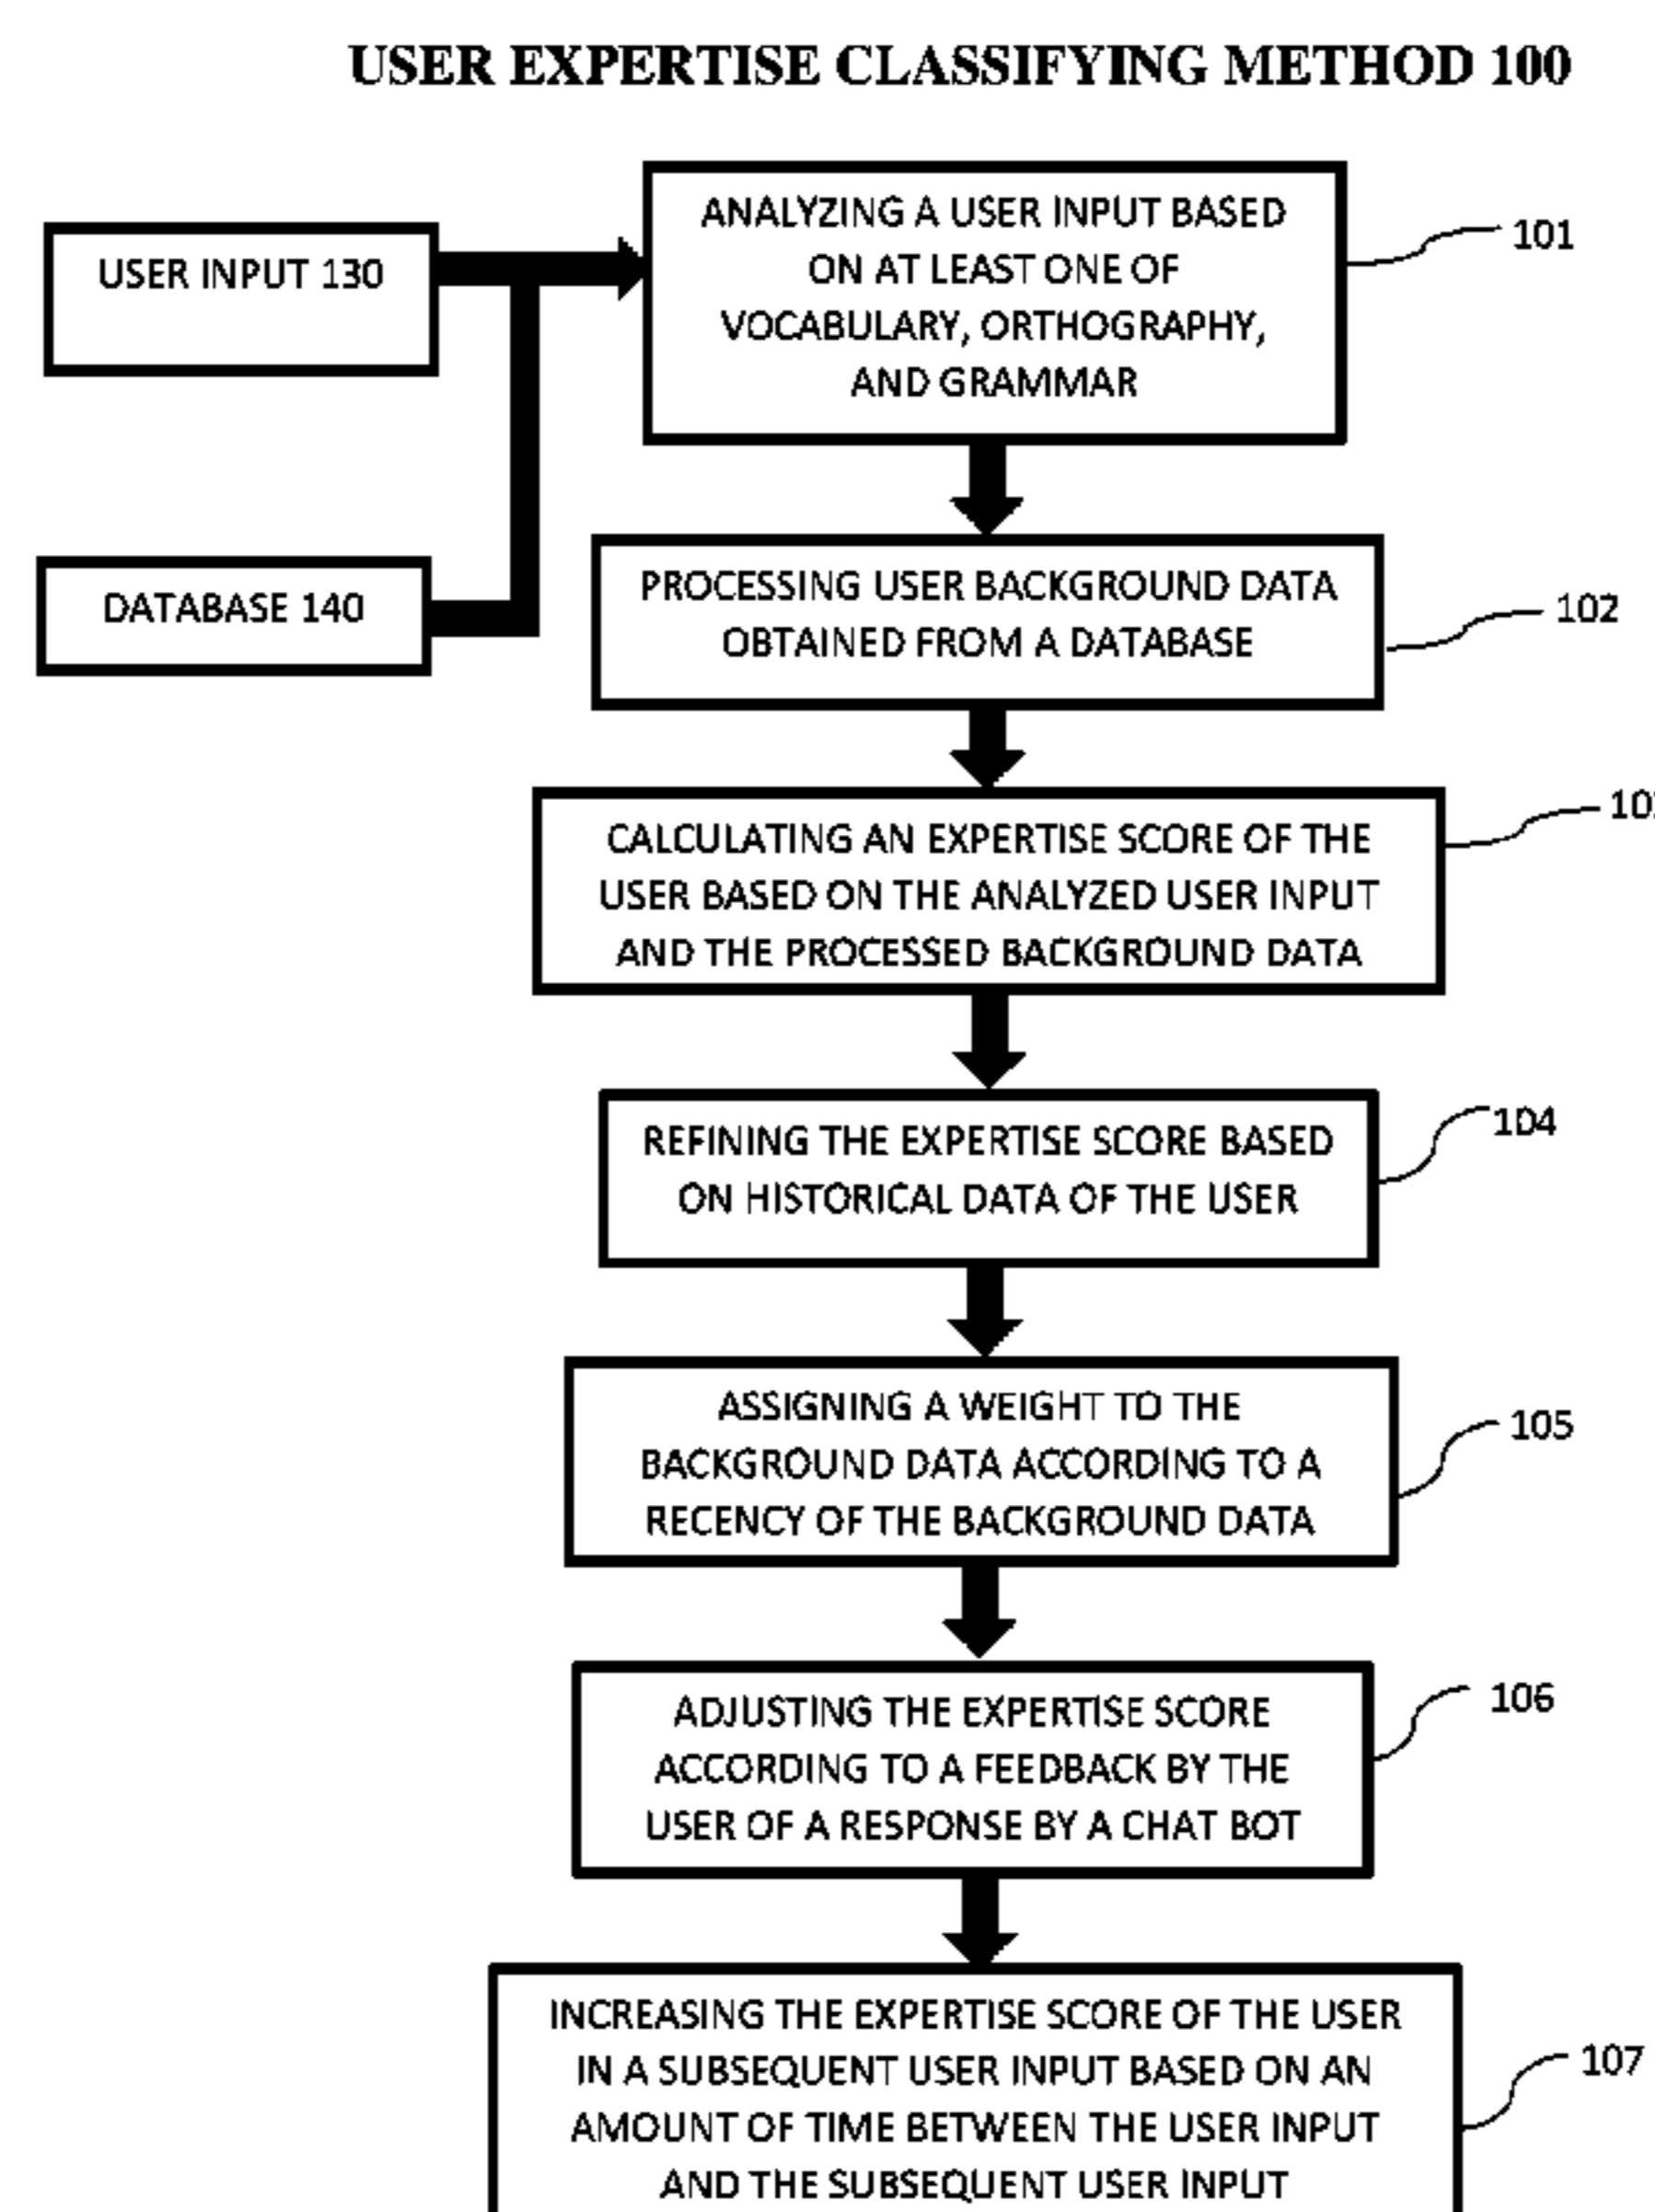 USER EXPERTISE CLASSIFYING METHOD 100
USER INPUT 130
ANALYZING A USER INPUT BASED
ON AT LEAST ONE OF
VOCABULARY, ORTHOGRAPHY,
AND GRAMMAR
101
DATABASE 140
PROCESSING USER BACKGROUND DATA
OBTAINED FROM A DATABASE
102
CALCULATING AN EXPERTISE SCORE OF THE
USER BASED ON THE ANALYZED USER INPUT
AND THE PROCESSED BACKGROUND DATA
REFINING THE EXPERTISE SCORE BASED
ON HISTORICAL DATA OF THE USER
104
ASSIGNING A WEIGHT TO THE
BACKGROUND DATA ACCORDING TO A
RECENCY OF THE BACKGROUND DATA
105
ADJUSTING THE EXPERTISE SCORE
ACCORDING TO A FEEDBACK BY THE
USER OF A RESPONSE BY A CHAT BOT
106
INCREASING THE EXPERTISE SCORE OF THE USER
IN A SUBSEQUENT USER INPUT BASED ON AN
AMOUNT OF TIME BETWEEN THE USER INPUT
AND THE SUBSEQUENT USER INPUT
107